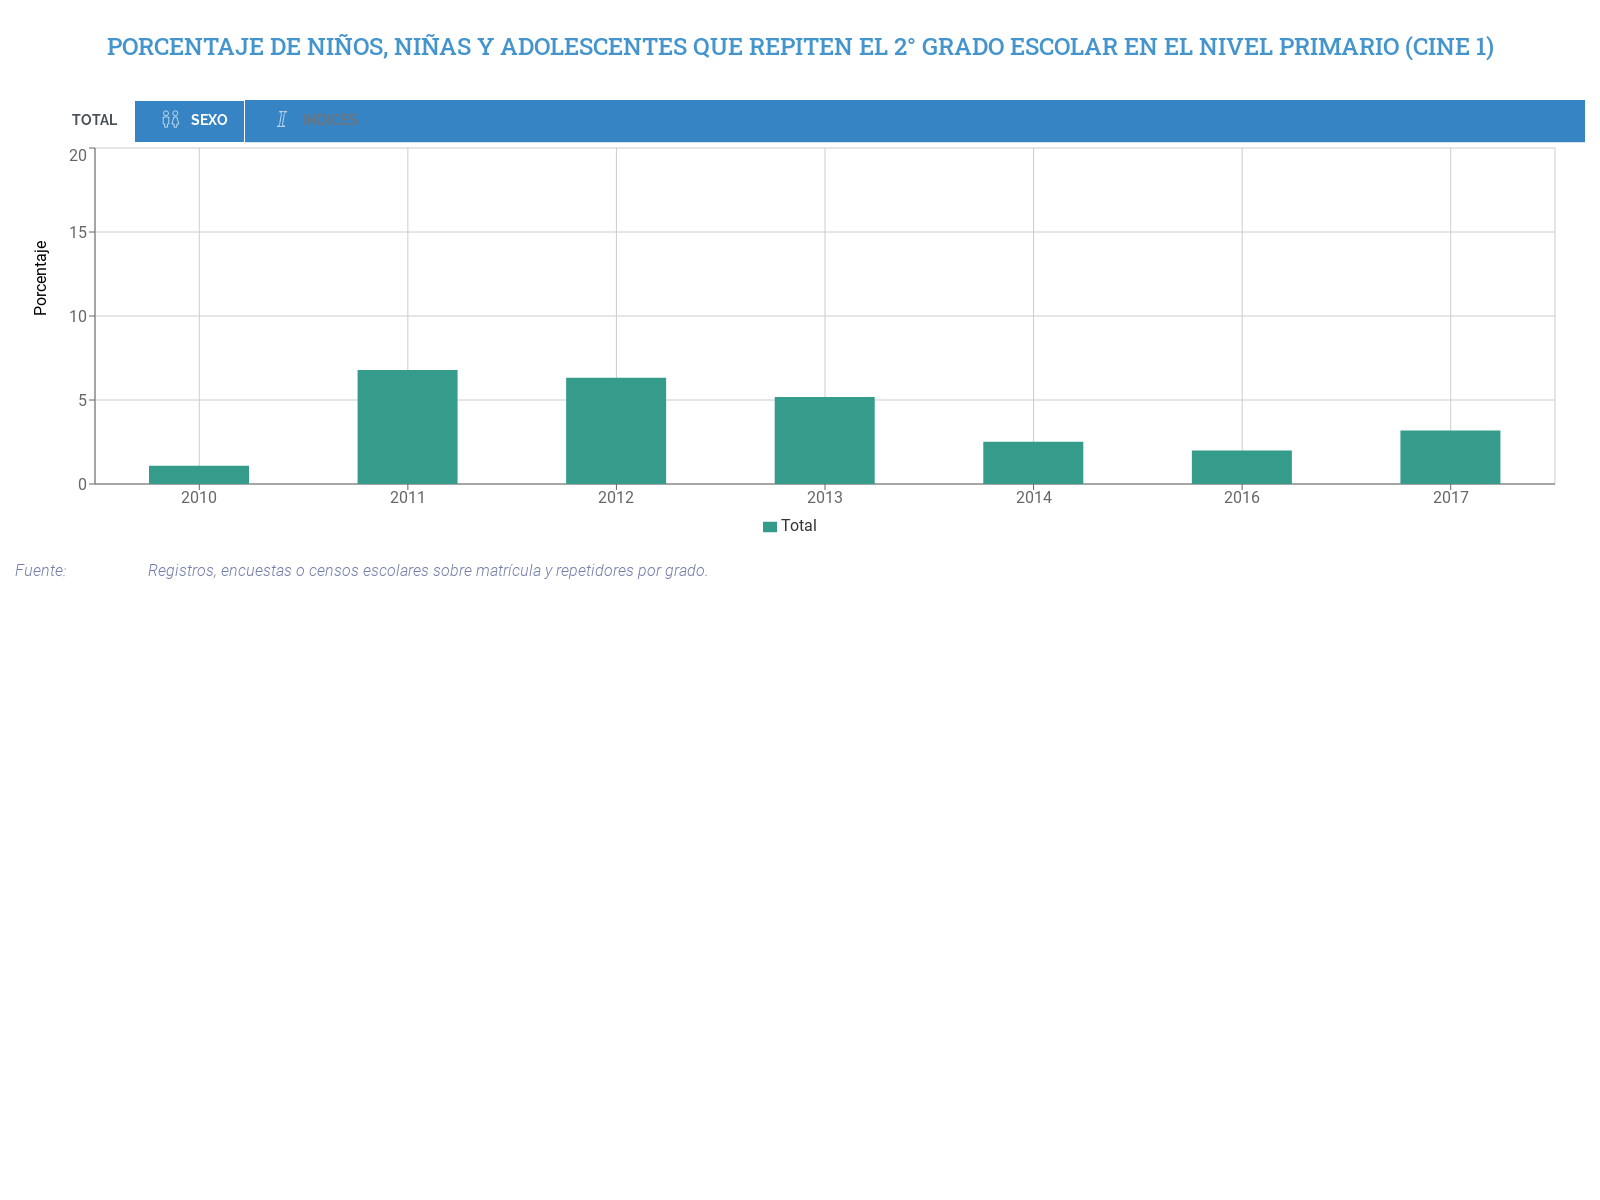 PORCENTAJE DE NIÑOS, NIÑAS Y ADOLESCENTES QUE REPITEN EL 2° GRADO ESCOLAR EN EL NIVEL PRIMARIO (CINE 1)
TOTAL SEXO INDICES
20
15
10
5
0
Porcentaje
2010 2011 2012 2013 2014 2016 2017
Total
Fuente: Registros, encuestas o censos escolares sobre matrícula y repetidores por grado.